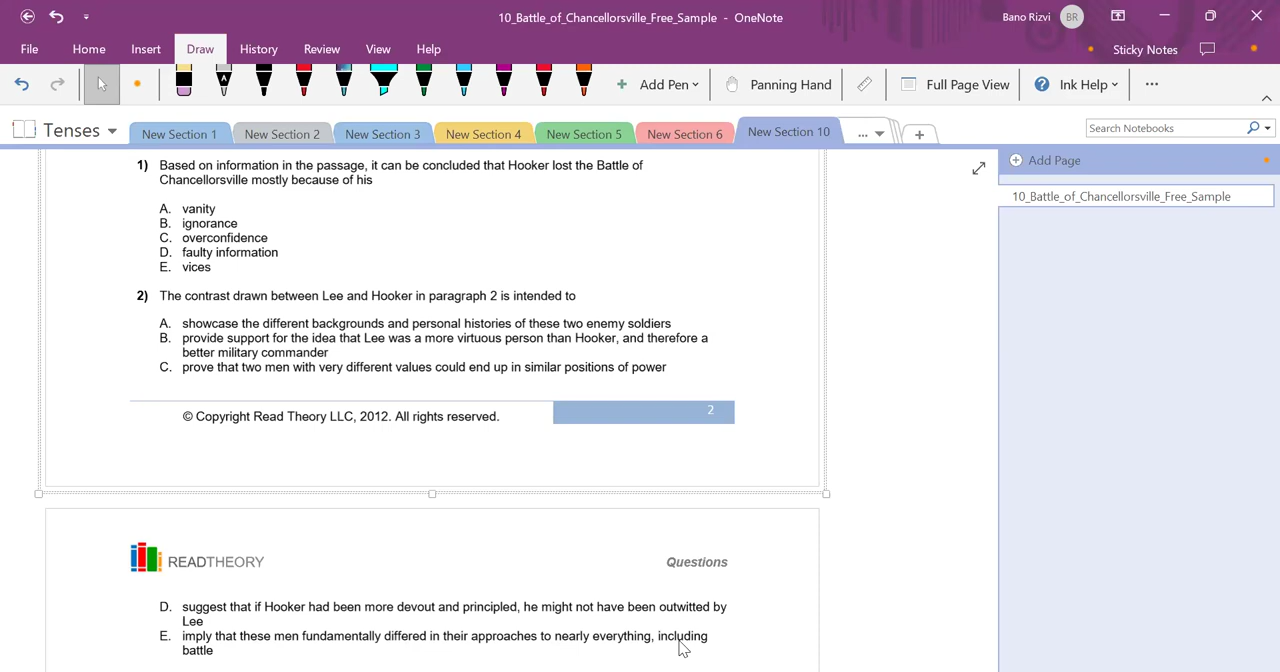 10_Battle_of_Chancellorsville_Free_Sample - OneNote
Bano Rizvi BR
File Home Insert Draw History Review View Help
Sticky Notes
A
Add Pen
Panning Hand
Full Page View
Ink Help
Tenses
New Section 1
New Section 2
New Section 3
New Section 4
New Section 5
New Section 6
New Section 10
...
Search Notebooks
Add Page
10_Battle_of_Chancellorsville_Free_Sample
1) Based on information in the passage, it can be concluded that Hooker lost the Battle of
Chancellorsville mostly because of his
A. vanity
B. ignorance
C. overconfidence
D. faulty information
E. vices
2) The contrast drawn between Lee and Hooker in paragraph 2 is intended to
A. showcase the different backgrounds and personal histories of these two enemy soldiers
B. provide support for the idea that Lee was a more virtuous person than Hooker, and therefore a
better military commander
C. prove that two men with very different values could end up in similar positions of power
© Copyright Read Theory LLC, 2012. All rights reserved.
2
READTHEORY
Questions
D. suggest that if Hooker had been more devout and principled, he might not have been outwitted by
Lee
E. imply that these men fundamentally differed in their approaches to nearly everything, including
battle